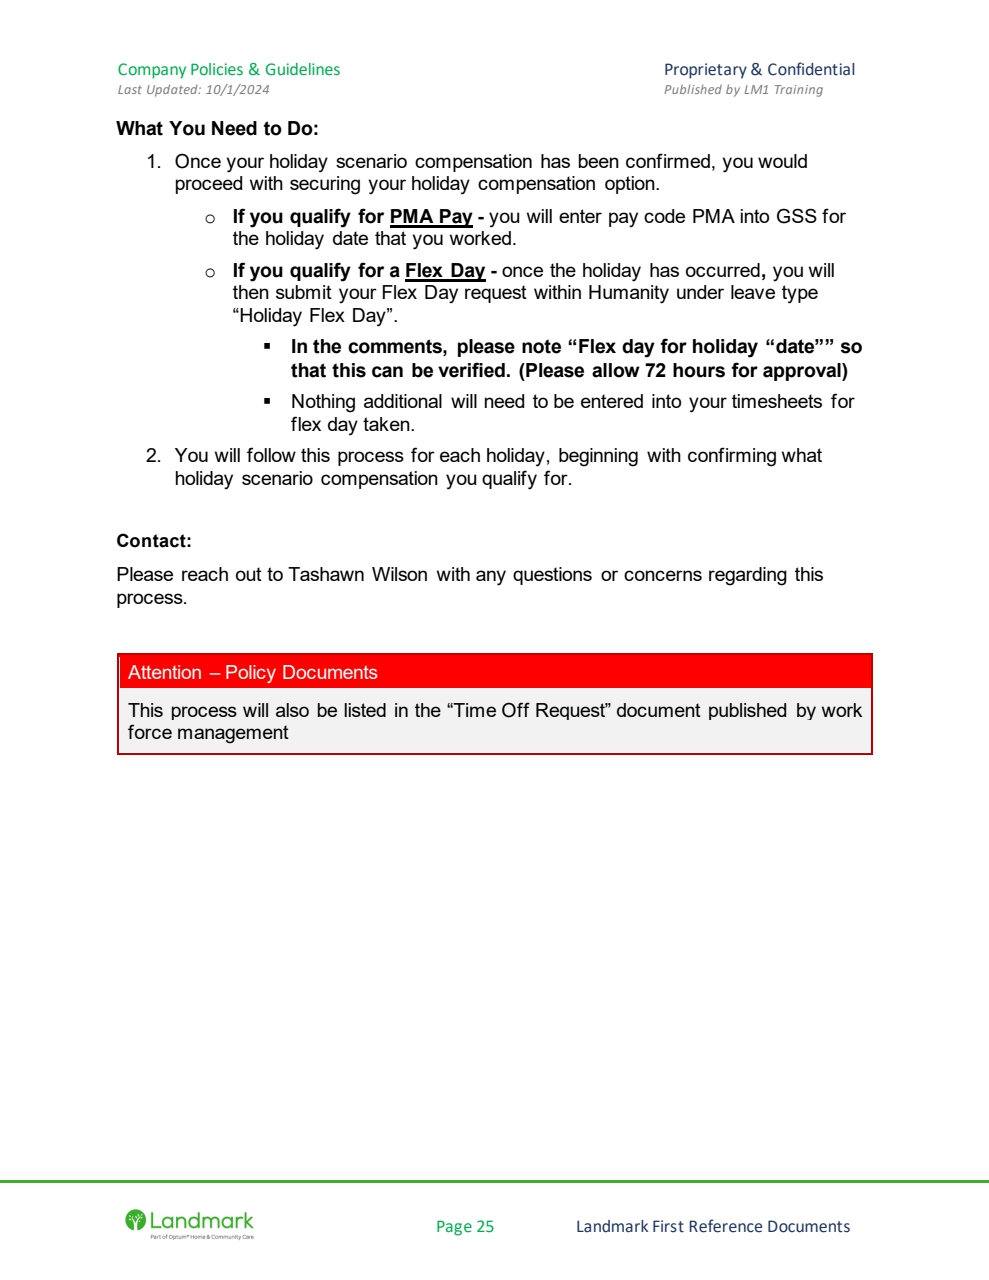 Company Policies & Guidelines
Proprietary & Confidential
Last Updated: 10/1/2024
Published by LM1 Training
What You Need to Do:
1. Once your holiday scenario compensation has been confirmed, you would
proceed with securing your holiday compensation option.
o If you qualify for PMA Pay - you will enter pay code PMA into GSS for
the holiday date that you worked.
o If you qualify for a Flex Day - once the holiday has occurred, you will
then submit your Flex Day request within Humanity under leave type
“Holiday Flex Day”.
▪ In the comments, please note “Flex day for holiday “date”” so
that this can be verified. (Please allow 72 hours for approval)
▪ Nothing additional will need to be entered into your timesheets for
flex day taken.
2. You will follow this process for each holiday, beginning with confirming what
holiday scenario compensation you qualify for.
Contact:
Please reach out to Tashawn Wilson with any questions or concerns regarding this
process.
Attention – Policy Documents
This process will also be listed in the “Time Off Request” document published by work
force management
Landmark
Part of Optum® Home & Community Care
Page 25
Landmark First Reference Documents